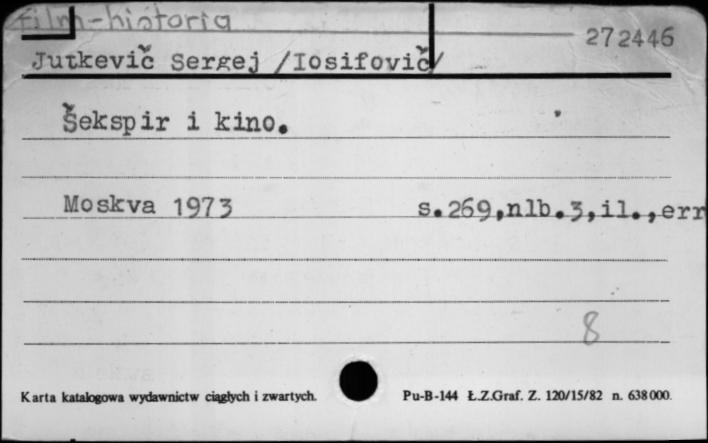 film-historia
272446
Jutkevič Sergej /Iosifovič/
Šekspir i kino.
Moskva 1973 s.269,nlb.3,il.,err
8
Karta katalogowa wydawnictw ciągłych i zwartych. Pu-B-144 Ł.Z.Graf. Z. 120/15/82 n. 638000.